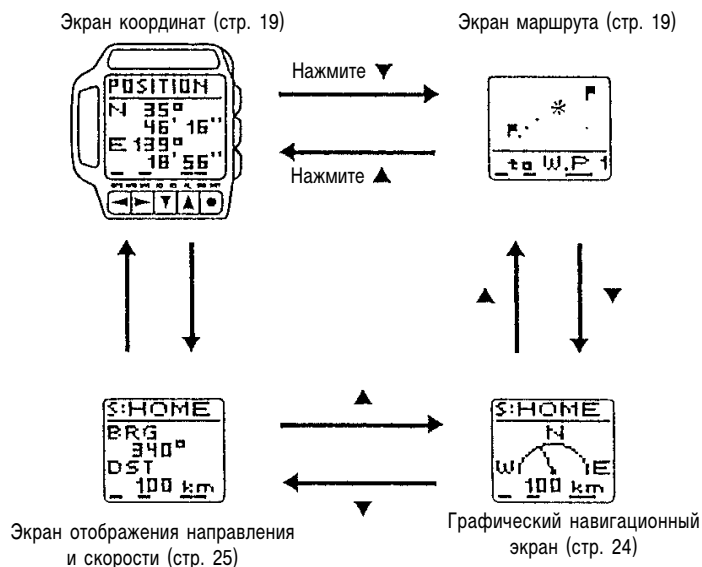 Экран координат (стр. 19)
Экран маршрута (стр. 19)
POSITION
N 35°
46' 16''
E 139°
18' 56''
Нажмите ▼
Нажмите ▲
to W.P 1
▲
▼
S:HOME
BRG
340°
DST
100 km
▲
▼
S:HOME
N
W E
100 km
Экран отображения направления
и скорости (стр. 25)
Графический навигационный
экран (стр. 24)